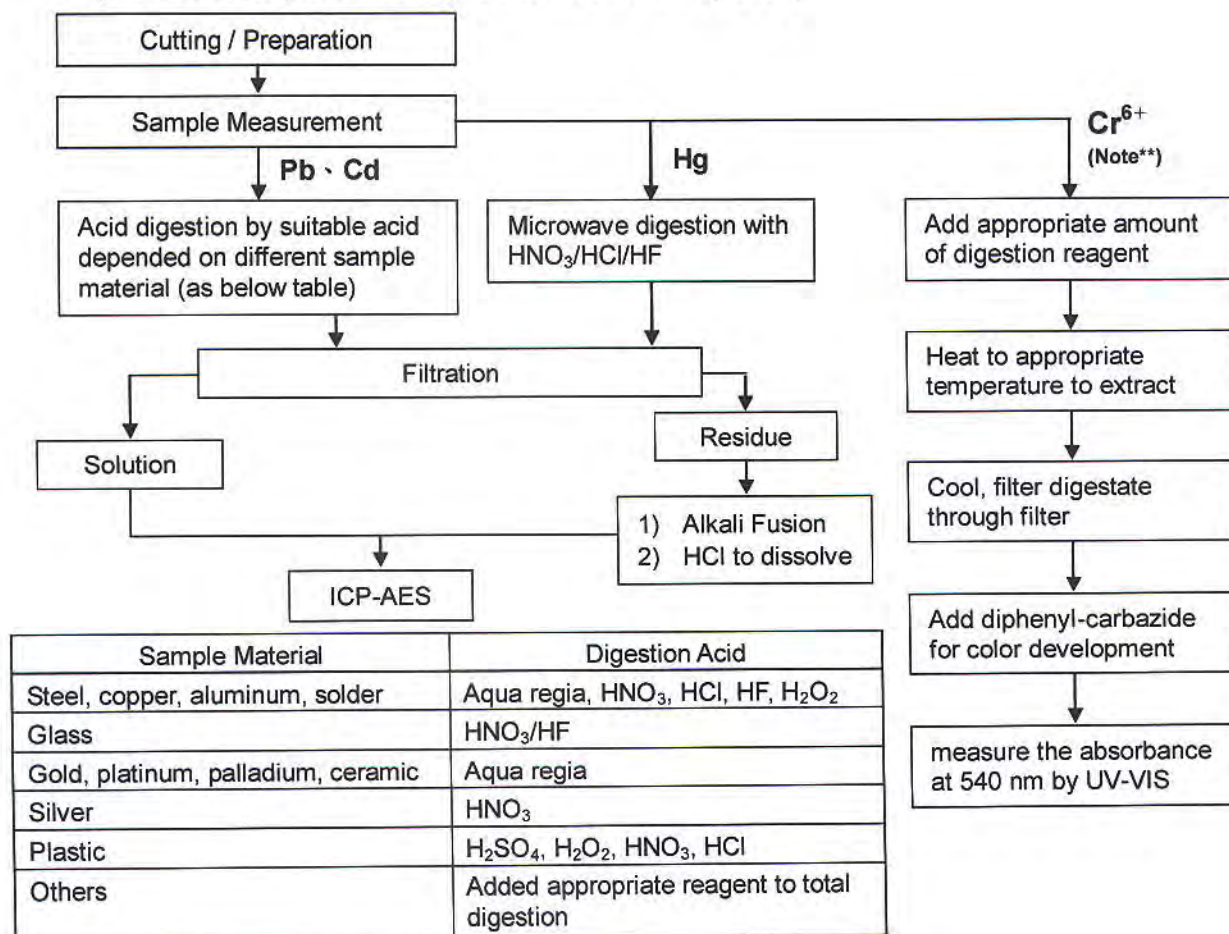 Cutting / Preparation
Sample Measurement
Cr6+
(Note**)
Pb、Cd
Hg
Acid digestion by suitable acid
depended on different sample
material (as below table)
Microwave digestion with
HNO3/HCl/HF
Add appropriate amount
of digestion reagent
Filtration
Heat to appropriate
temperature to extract
Solution
Residue
Cool, filter digestate
through filter
1) Alkali Fusion
2) HCl to dissolve
ICP-AES
Add diphenyl-carbazide
for color development
measure the absorbance
at 540 nm by UV-VIS
Sample Material Digestion Acid
Steel, copper, aluminum, solder Aqua regia, HNO3, HCl, HF, H2O2
Glass HNO3/HF
Gold, platinum, palladium, ceramic Aqua regia
Silver HNO3
Plastic H2SO4, H2O2, HNO3, HCl
Others Added appropriate reagent to total
digestion